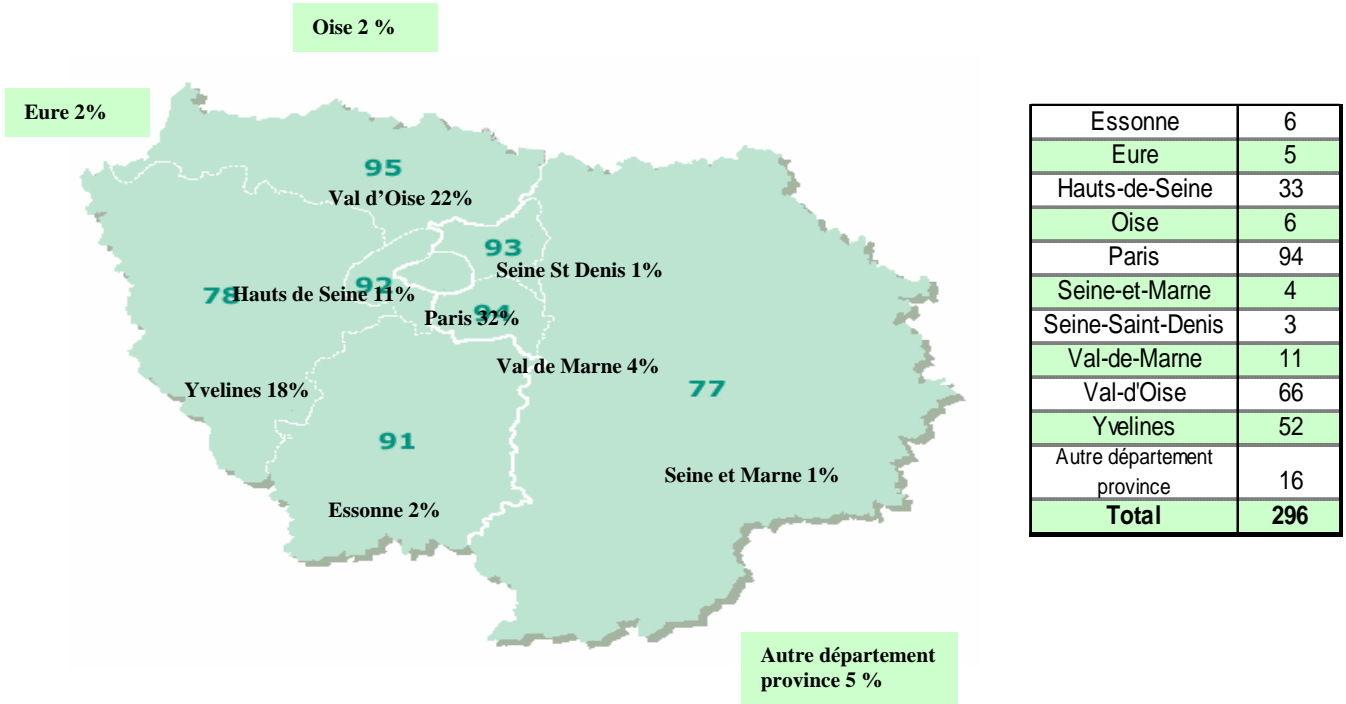 Oise 2 %
Eure 2%
95
Val d’Oise 22%
93
Seine St Denis 1%
92
78
Hauts de Seine 11%
94
Paris 32%
Val de Marne 4%
Yvelines 18%
77
91
Seine et Marne 1%
Essonne 2%
Autre département
province 5 %
Essonne 6
Eure 5
Hauts-de-Seine 33
Oise 6
Paris 94
Seine-et-Marne 4
Seine-Saint-Denis 3
Val-de-Marne 11
Val-d'Oise 66
Yvelines 52
Autre département
province 16
Total 296